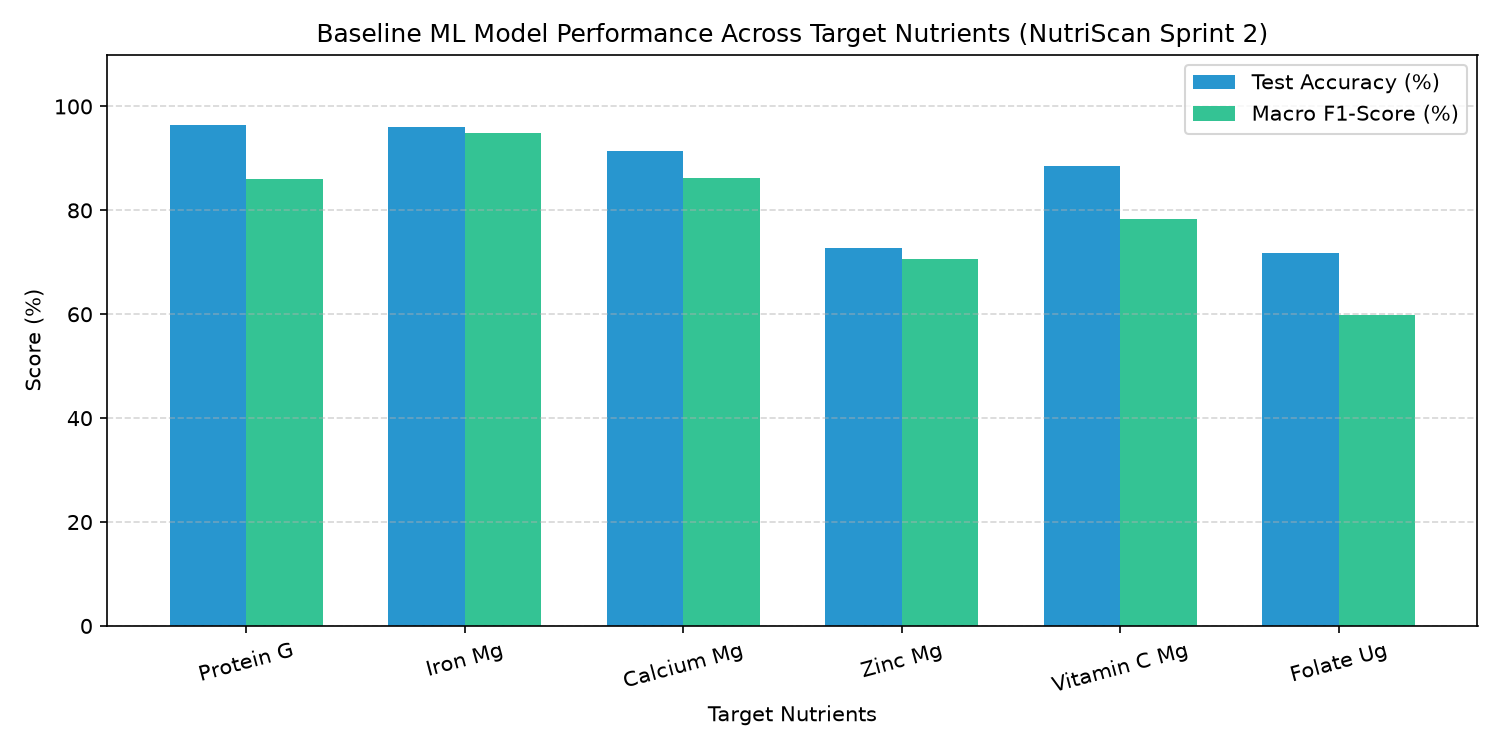 Baseline ML Model Performance Across Target Nutrients (NutriScan Sprint 2)
Test Accuracy (%)
Macro F1-Score (%)
Score (%)
100
80
60
40
20
0
Protein G
Iron Mg
Calcium Mg
Zinc Mg
Vitamin C Mg
Folate Ug
Target Nutrients